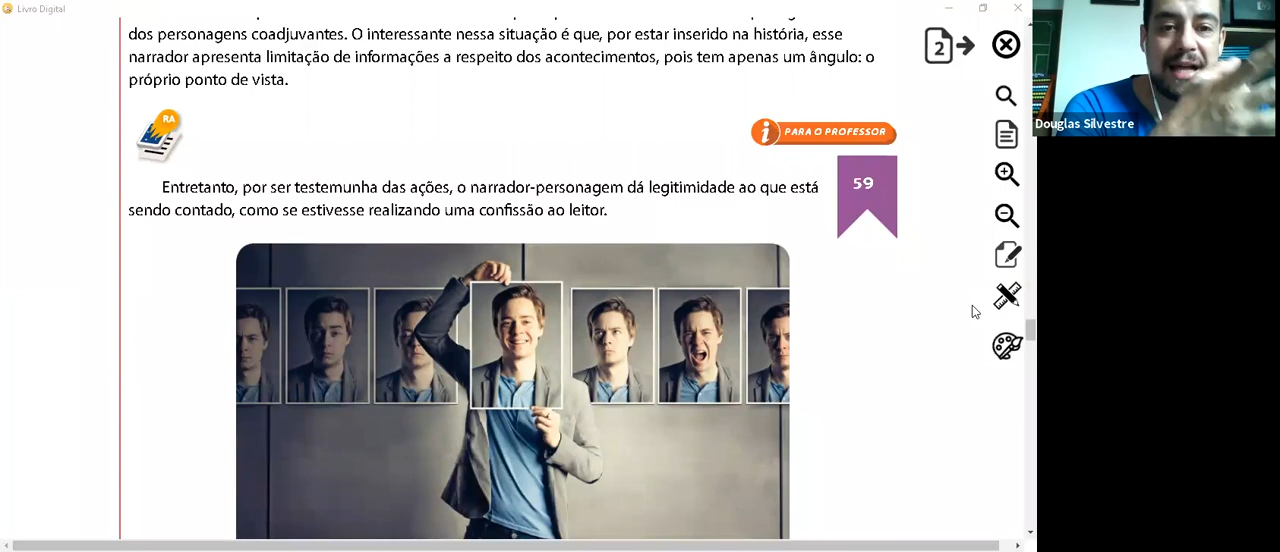 Livro Digital
dos personagens coadjuvantes. O interessante nessa situação é que, por estar inserido na história, esse
narrador apresenta limitação de informações a respeito dos acontecimentos, pois tem apenas um ângulo: o
próprio ponto de vista.
2
RA
i PARA O PROFESSOR
59
Entretanto, por ser testemunha das ações, o narrador-personagem dá legitimidade ao que está
sendo contado, como se estivesse realizando uma confissão ao leitor.
Douglas Silvestre